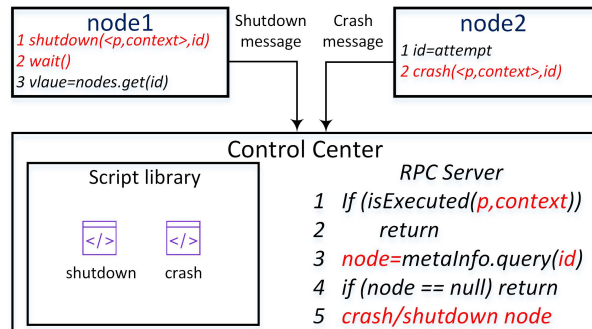 node1
1 shutdown(<p,context>,id)
2 wait()
3 vlaue=nodes.get(id)
Shutdown
message
Crash
message
node2
1 id=attempt
2 crash(<p,context>,id)
Control Center
Script library
</>
</>
shutdown
crash
RPC Server
1 If (isExecuted(p,context))
2 return
3 node=metaInfo.query(id)
4 if (node == null) return
5 crash/shutdown node